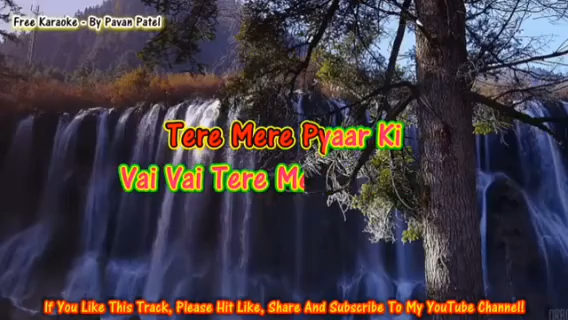 Free Karaoke - By Pavan Patel
Tere Mere Pyaar Ki
Vai Vai Tere
If You Like This Track, Please Hit Like, Share And Subscribe To My YouTube Channel!